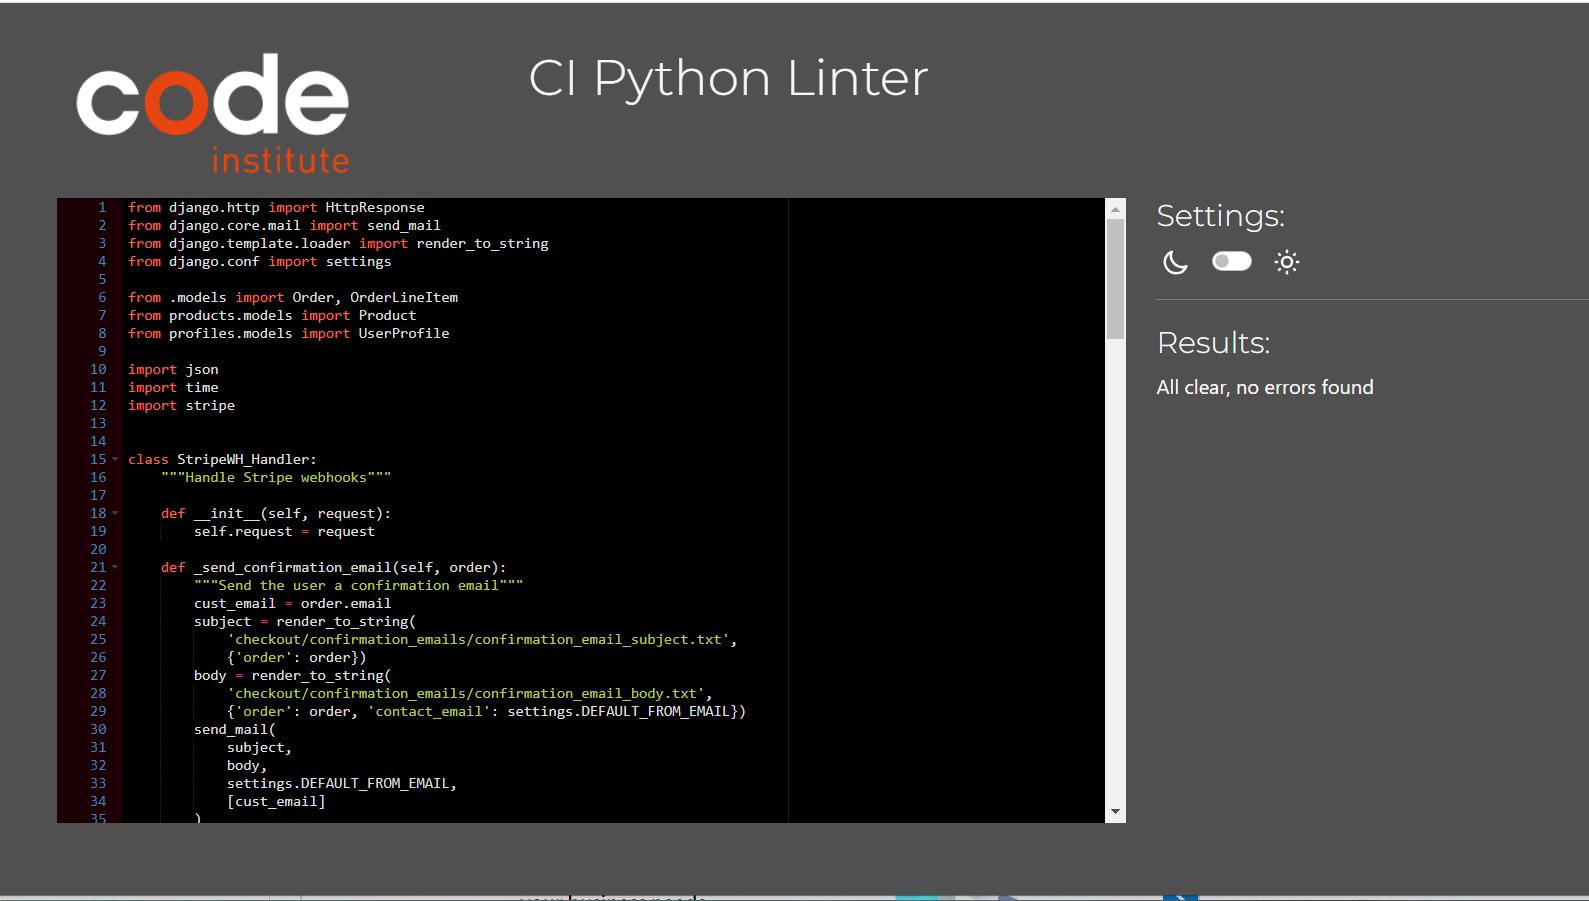 code
institute
CI Python Linter
1 from django.http import HttpResponse
2 from django.core.mail import send_mail
3 from django.template.loader import render_to_string
4 from django.conf import settings
5
6 from .models import Order, OrderLineItem
7 from products.models import Product
8 from profiles.models import UserProfile
9
10 import json
11 import time
12 import stripe
13
14
15 class StripeWH_Handler:
16 """Handle Stripe webhooks"""
17
18 def __init__(self, request):
19 self.request = request
20
21 def _send_confirmation_email(self, order):
22 """Send the user a confirmation email"""
23 cust_email = order.email
24 subject = render_to_string(
25 'checkout/confirmation_emails/confirmation_email_subject.txt',
26 {'order': order})
27 body = render_to_string(
28 'checkout/confirmation_emails/confirmation_email_body.txt',
29 {'order': order, 'contact_email': settings.DEFAULT_FROM_EMAIL})
30 send_mail(
31 subject,
32 body,
33 settings.DEFAULT_FROM_EMAIL,
34 [cust_email]
35 )
Settings:
Results:
All clear, no errors found